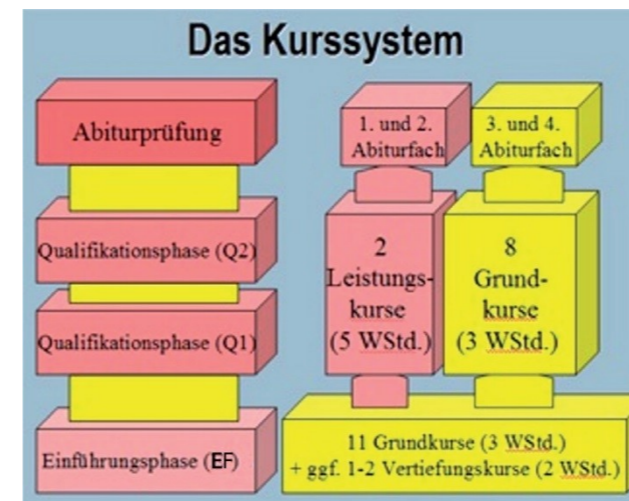 Das Kurssystem
Abiturprüfung
Qualifikationsphase (Q2)
Qualifikationsphase (Q1)
Einführungsphase (EF)
1. und 2.
Abiturfach
3. und 4.
Abiturfach
2
Leistungs-
kurse
(5 WStd.)
8
Grund-
kurse
(3 WStd.)
11 Grundkurse (3 WStd.)
+ ggf. 1-2 Vertiefungskurse (2 WStd.)